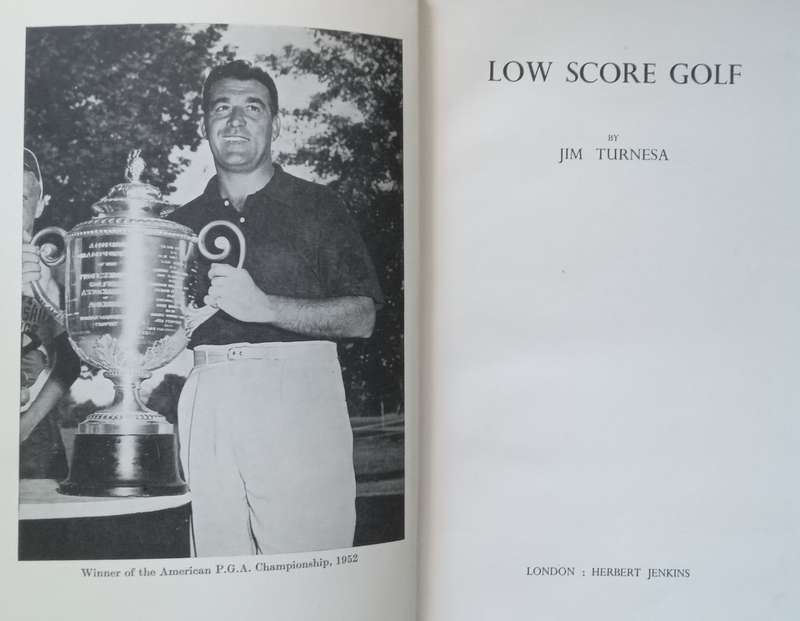 Winner of the American P.G.A. Championship, 1952
LOW SCORE GOLF
BY
JIM TURNESA
LONDON : HERBERT JENKINS